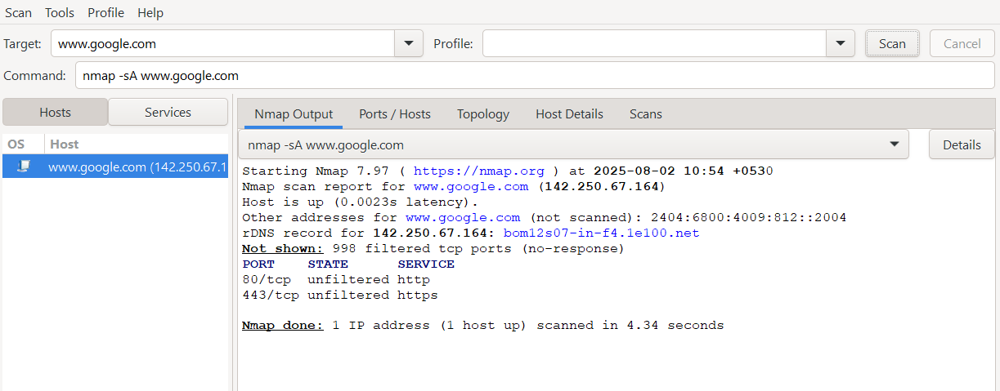 Scan Tools Profile Help
Target: www.google.com Profile: Scan Cancel
Command: nmap -sA www.google.com
Hosts Services
OS Host
www.google.com (142.250.67.1
Nmap Output Ports / Hosts Topology Host Details Scans
nmap -sA www.google.com Details
Starting Nmap 7.97 ( https://nmap.org ) at 2025-08-02 10:54 +0530
Nmap scan report for www.google.com (142.250.67.164)
Host is up (0.0023s latency).
Other addresses for www.google.com (not scanned): 2404:6800:4009:812::2004
rDNS record for 142.250.67.164: bom12s07-in-f4.1e100.net
Not shown: 998 filtered tcp ports (no-response)
PORT STATE SERVICE
80/tcp unfiltered http
443/tcp unfiltered https
Nmap done: 1 IP address (1 host up) scanned in 4.34 seconds